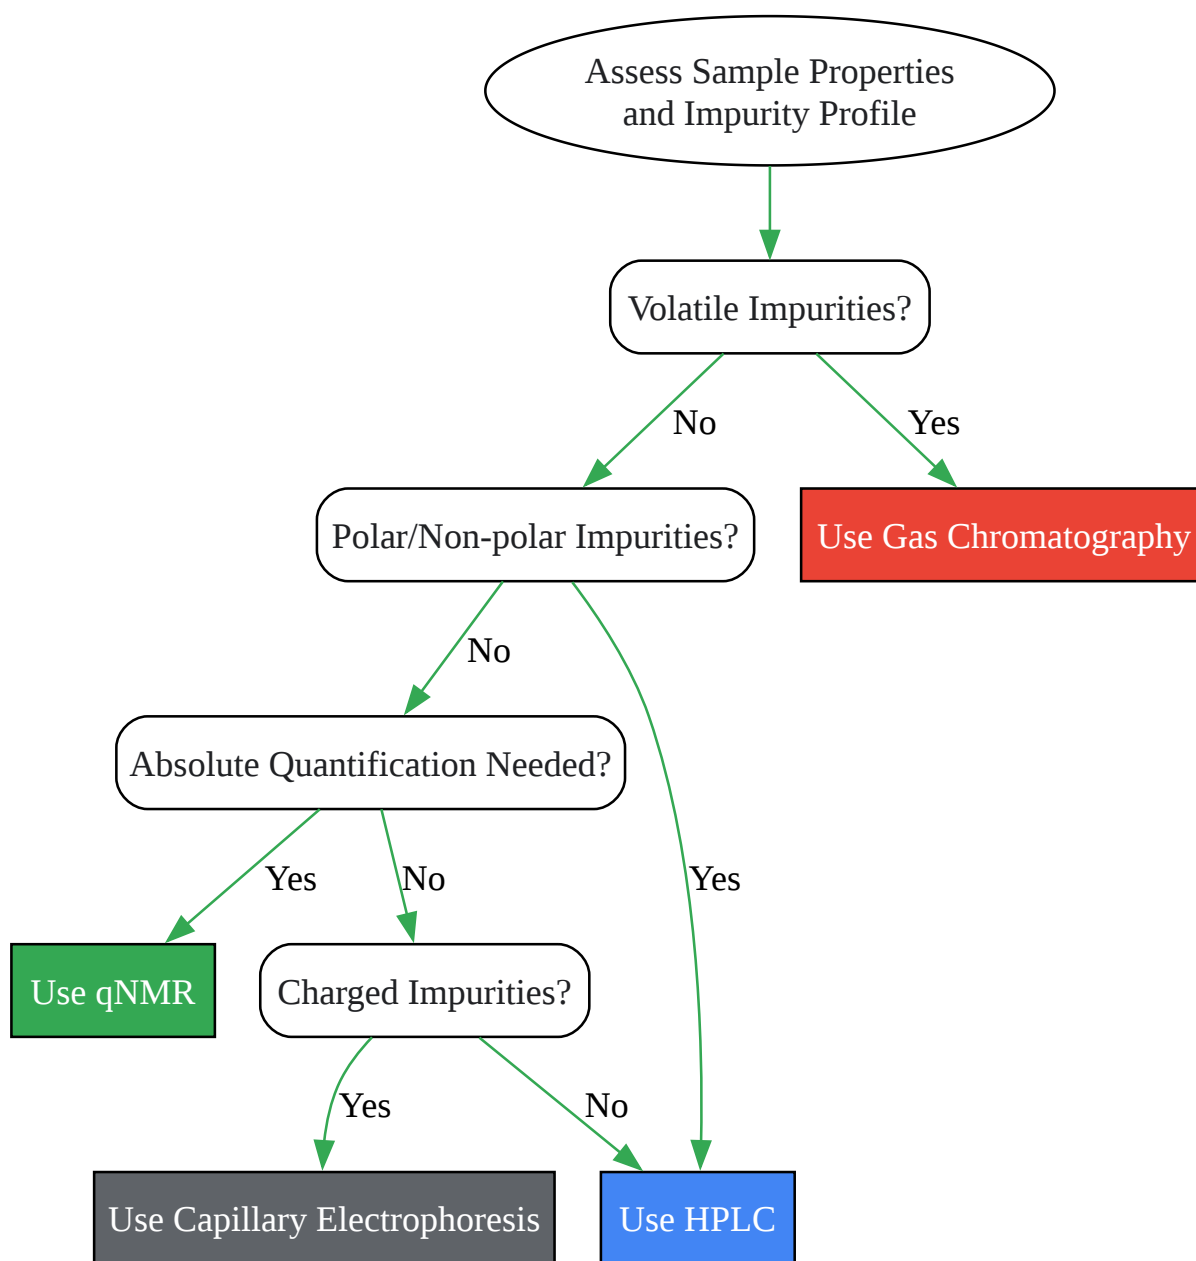 Assess Sample Properties
and Impurity Profile
Volatile Impurities?
No
Yes
Polar/Non-polar Impurities?
Use Gas Chromatography
No
Absolute Quantification Needed?
Yes
No
Yes
Use qNMR
Charged Impurities?
Yes
No
Use Capillary Electrophoresis
Use HPLC